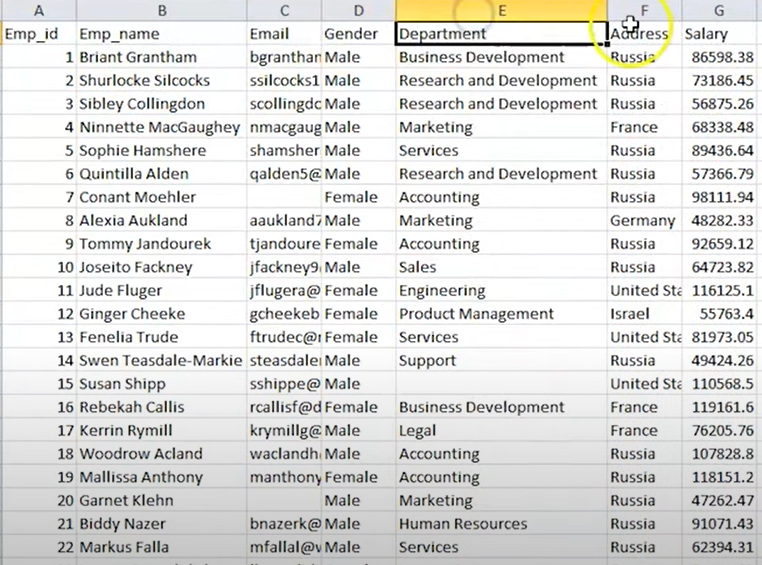 A B C D E F G
Emp_id Emp_name Email Gender Department Address Salary
1 Briant Grantham bgranthan Male Business Development Russia 86598.38
2 Shurlocke Silcocks ssilcocks1 Male Research and Development Russia 73186.45
3 Sibley Collingdon scollingdo Male Research and Development Russia 56875.26
4 Ninnette MacGaughey nmacgaug Male Marketing France 68338.48
5 Sophie Hamshere shamsher Male Services Russia 89436.64
6 Quintilla Alden qalden5@ Male Research and Development Russia 57366.79
7 Conant Moehler Female Accounting Russia 98111.94
8 Alexia Aukland aaukland7 Male Marketing Germany 48282.33
9 Tommy Jandourek tjandoure Female Accounting Russia 92659.12
10 Joseito Fackney jfackney9 Male Sales Russia 64723.82
11 Jude Fluger jflugera@ Female Engineering United Sta 116125.1
12 Ginger Cheeke gcheekeb Female Product Management Israel 55763.4
13 Fenelia Trude ftrudec@ Female Services United Sta 81973.05
14 Swen Teasdale-Markie steasdale Male Support Russia 49424.26
15 Susan Shipp sshippe@ Male United Sta 110568.5
16 Rebekah Callis rcallisf@d Female Business Development France 119161.6
17 Kerrin Rymill krymillg@ Male Legal France 76205.76
18 Woodrow Acland waclandh Male Accounting Russia 107828.8
19 Mallissa Anthony manthony Female Accounting Russia 118151.2
20 Garnet Klehn Male Marketing Russia 47262.47
21 Biddy Nazer bnazerk@ Male Human Resources Russia 91071.43
22 Markus Falla mfallal@v Male Services Russia 62394.31